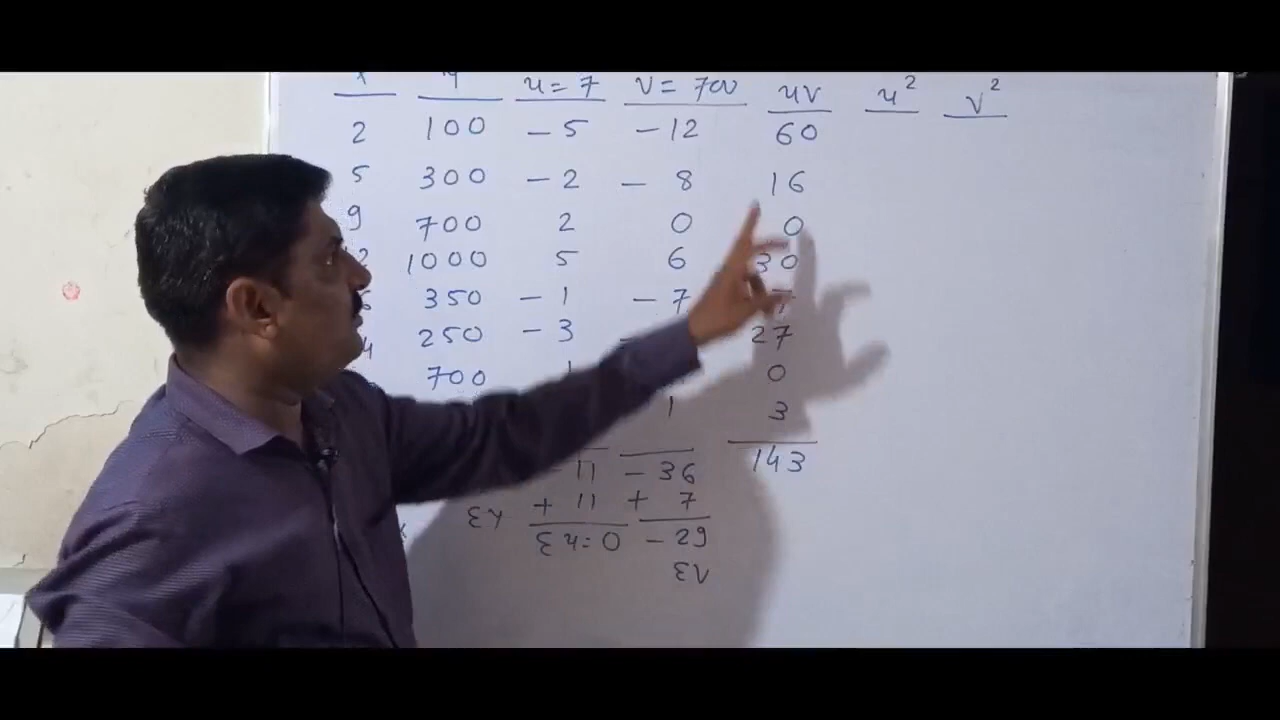 u = 7 V = 700 uv u² v²
2 100 - 5 - 12 60
5 300 - 2 - 8 16
9 700 2 0 0
1000 5 6 30
350 - 1 - 7
250 - 3 27
700 0
1 3
11 - 36 143
Σy + 11 + 7
Σu=0 - 29
Σv